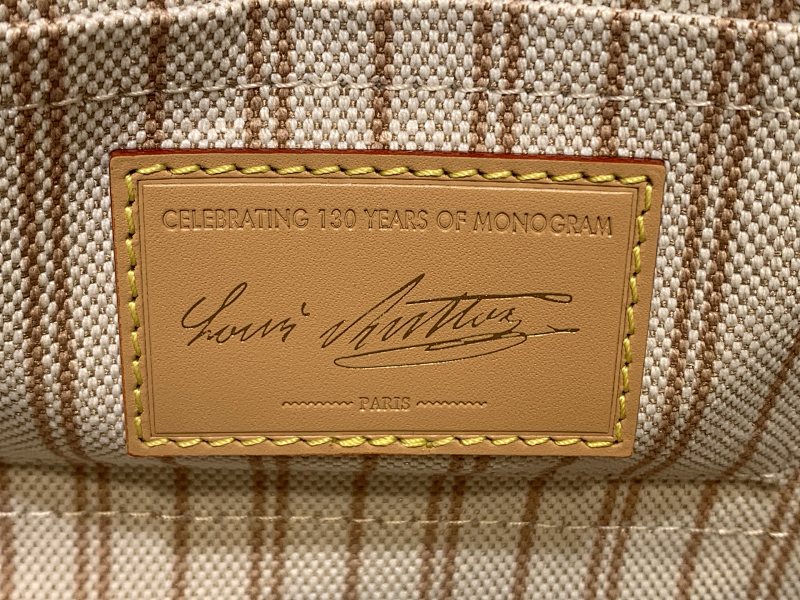 CELEBRATING 130 YEARS OF MONOGRAM
Louis Vuitton
PARIS